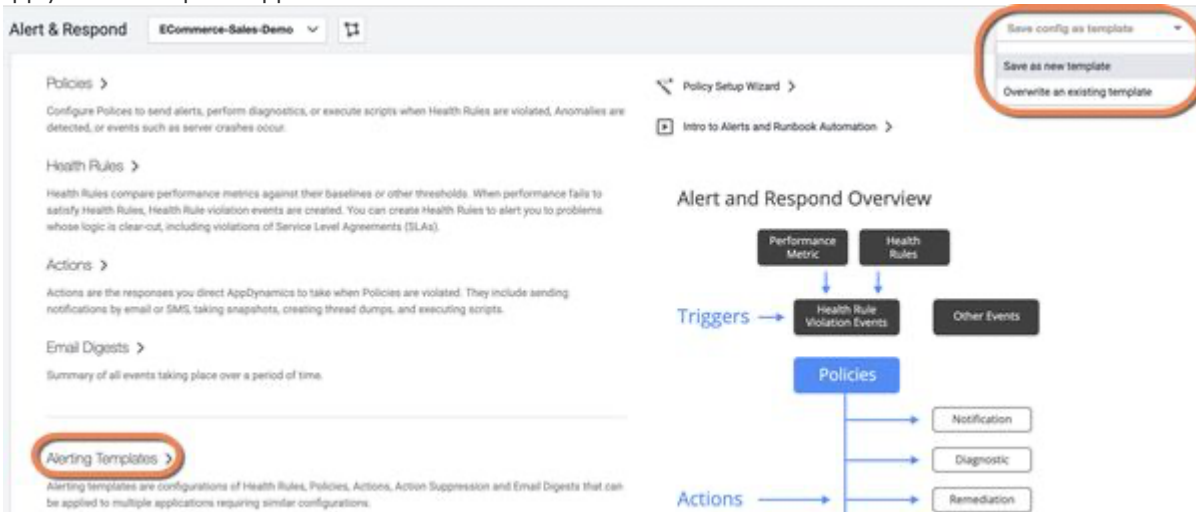 Alert & Respond
ECommerce-Sales-Demo
Save config as template
Save as new template
Overwrite an existing template
Policies >
Configure Polices to send alerts, perform diagnostics, or execute scripts when Health Rules are violated, Anomalies are
detected, or events such as server crashes occur.
Health Rules >
Health Rules compare performance metrics against their baselines or other thresholds. When performance fails to
satisfy Health Rules, Health Rule violation events are created. You can create Health Rules to alert you to problems
whose logic is clear-cut, including violations of Service Level Agreements (SLAs).
Actions >
Actions are the responses you direct AppDynamics to take when Policies are violated. They include sending
notifications by email or SMS, taking snapshots, creating thread dumps, and executing scripts.
Email Digests >
Summary of all events taking place over a period of time.
Alerting Templates >
Alerting templates are configurations of Health Rules, Policies, Actions, Action Suppression and Email Digests that can
be applied to multiple applications requiring similar configurations.
Policy Setup Wizard >
Intro to Alerts and Runbook Automation >
Alert and Respond Overview
Performance
Metric
Health
Rules
Triggers
Health Rule
Violation Events
Other Events
Policies
Notification
Diagnostic
Actions
Remediation